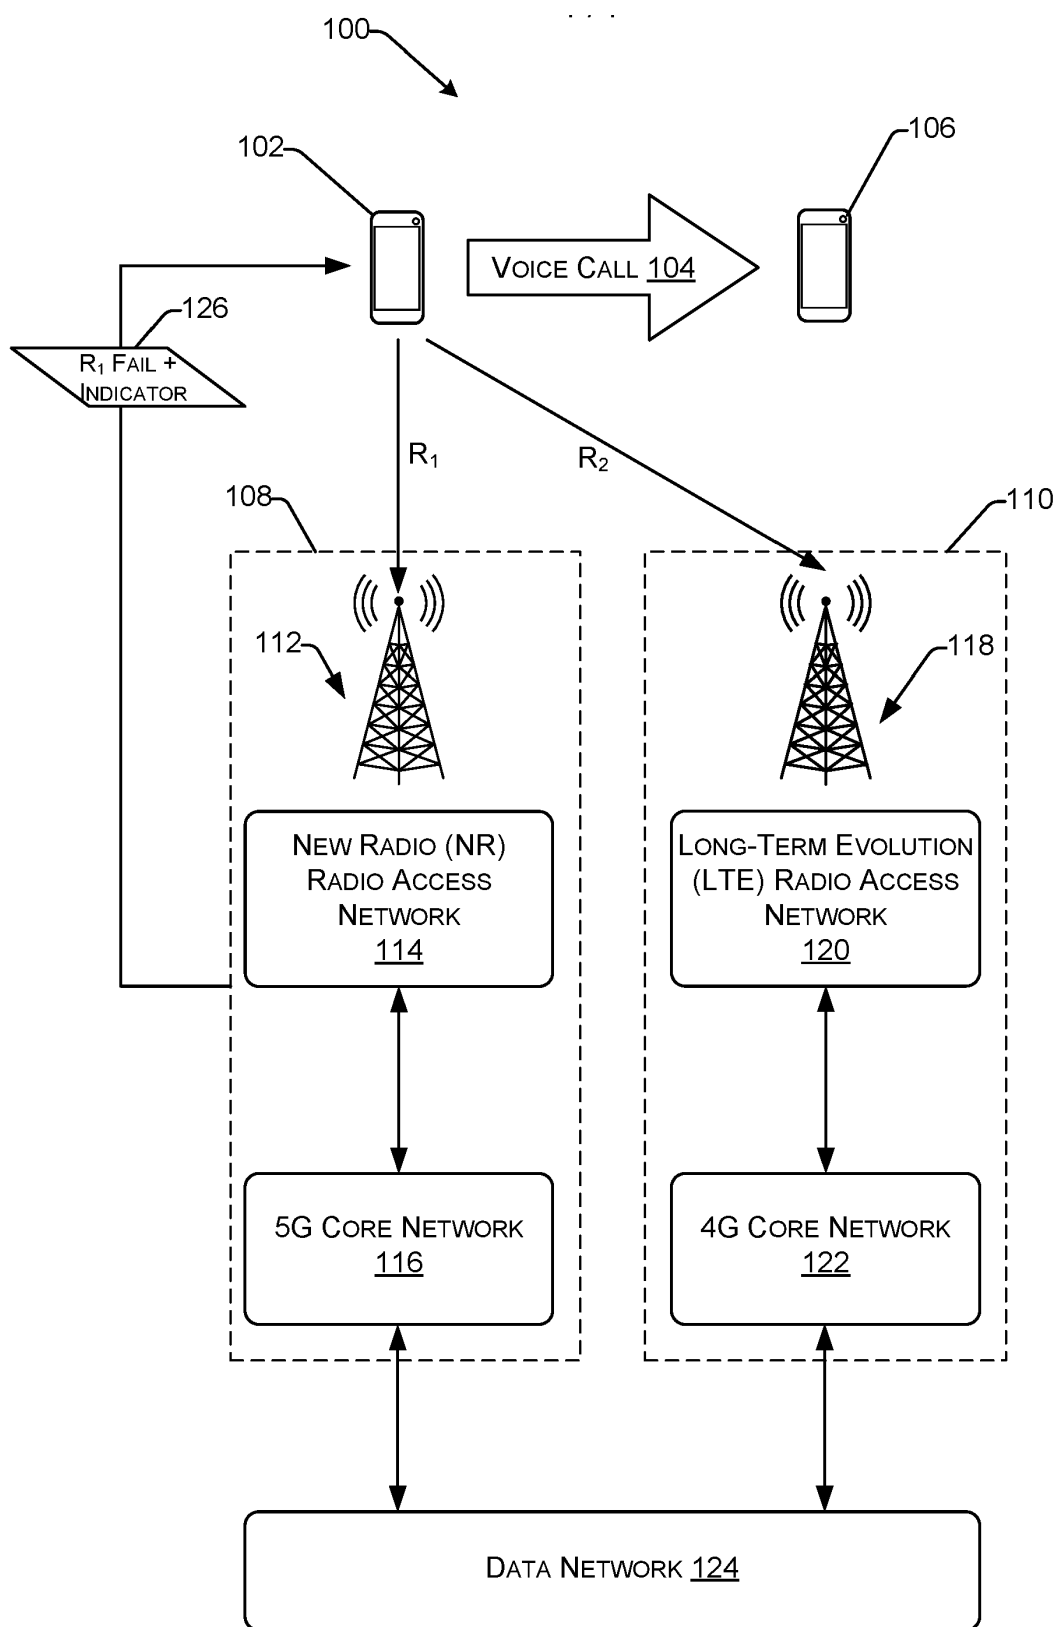 100
102
106
VOICE CALL 104
126
R₁ FAIL +
INDICATOR
R₁
R₂
108
110
112
118
NEW RADIO (NR)
RADIO ACCESS
NETWORK
114
LONG-TERM EVOLUTION
(LTE) RADIO ACCESS
NETWORK
120
5G CORE NETWORK
116
4G CORE NETWORK
122
DATA NETWORK 124